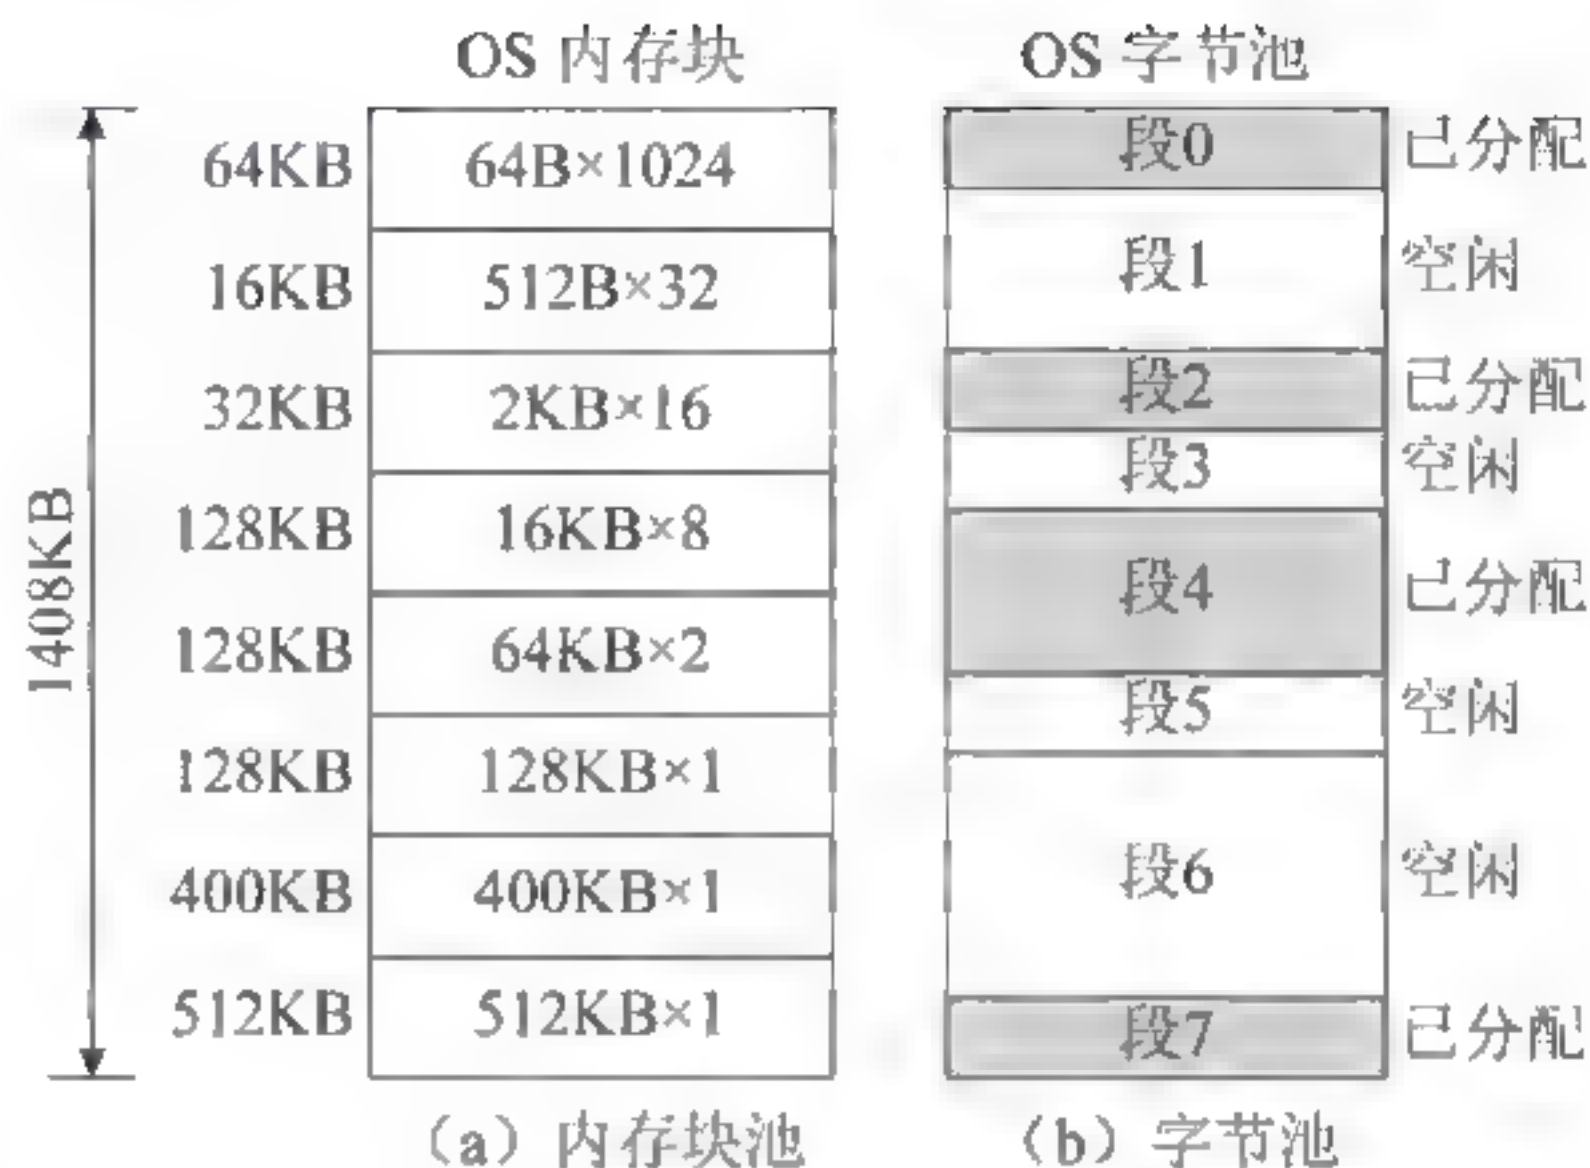 OS 内存块
OS 字节池
1408KB
64KB 64B×1024
16KB 512B×32
32KB 2KB×16
128KB 16KB×8
128KB 64KB×2
128KB 128KB×1
400KB 400KB×1
512KB 512KB×1
段0 已分配
段1 空闲
段2 已分配
段3 空闲
段4 已分配
段5 空闲
段6 空闲
段7 已分配
（a）内存块池
（b）字节池